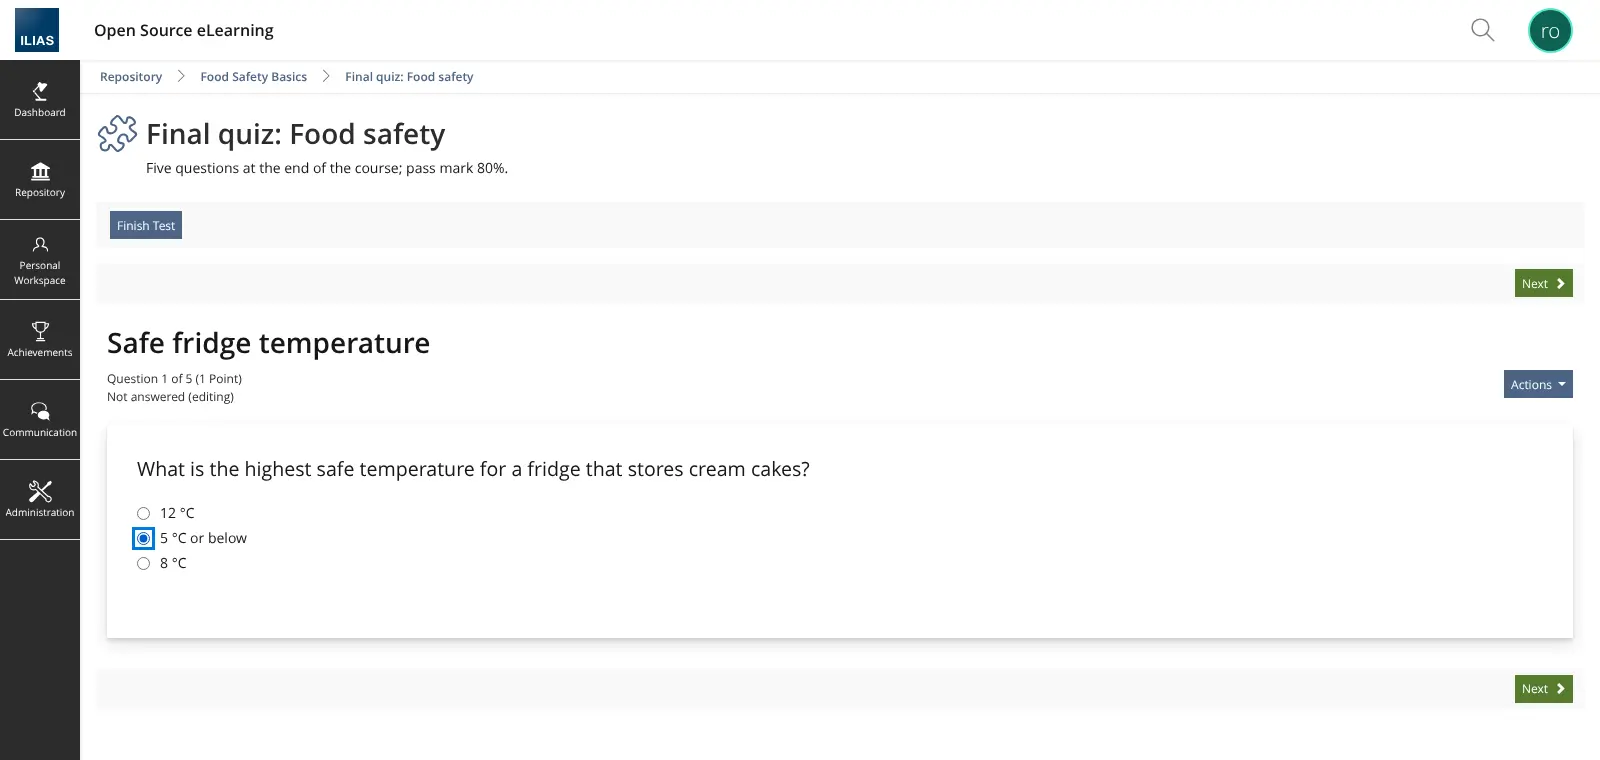 ILIAS
Open Source eLearning
ro
Dashboard
Repository
Personal
Workspace
Achievements
Communication
Administration
Repository
Food Safety Basics
Final quiz: Food safety
Final quiz: Food safety
Five questions at the end of the course; pass mark 80%.
Finish Test
Next
Safe fridge temperature
Question 1 of 5 (1 Point)
Not answered (editing)
Actions
What is the highest safe temperature for a fridge that stores cream cakes?
12 °C
5 °C or below
8 °C
Next